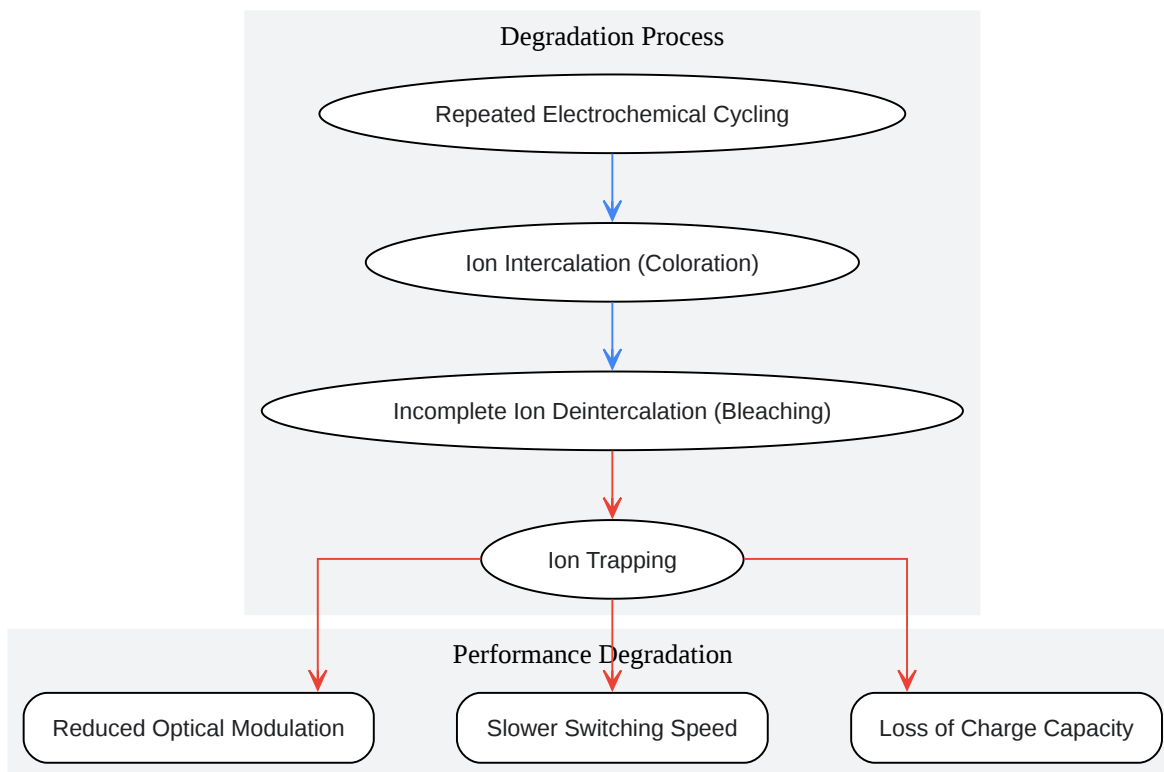 Degradation Process
Repeated Electrochemical Cycling
Ion Intercalation (Coloration)
Incomplete Ion Deintercalation (Bleaching)
Ion Trapping
Performance Degradation
Reduced Optical Modulation
Slower Switching Speed
Loss of Charge Capacity